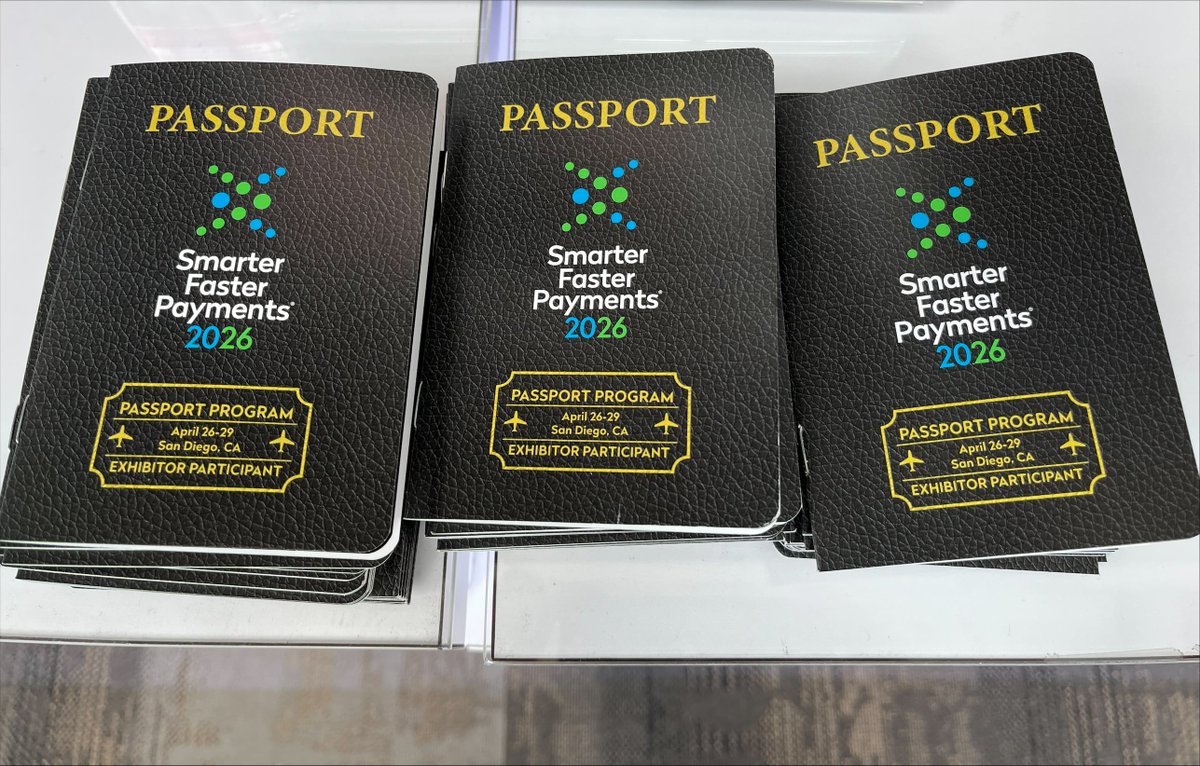 PASSPORT
Smarter
Faster
Payments®
2026
PASSPORT PROGRAM
April 26-29
San Diego, CA
EXHIBITOR PARTICIPANT
PASSPORT
Smarter
Faster
Payments®
2026
PASSPORT PROGRAM
April 26-29
San Diego, CA
EXHIBITOR PARTICIPANT
PASSPORT
Smarter
Faster
Payments®
2026
PASSPORT PROGRAM
April 26-29
San Diego, CA
EXHIBITOR PARTICIPANT